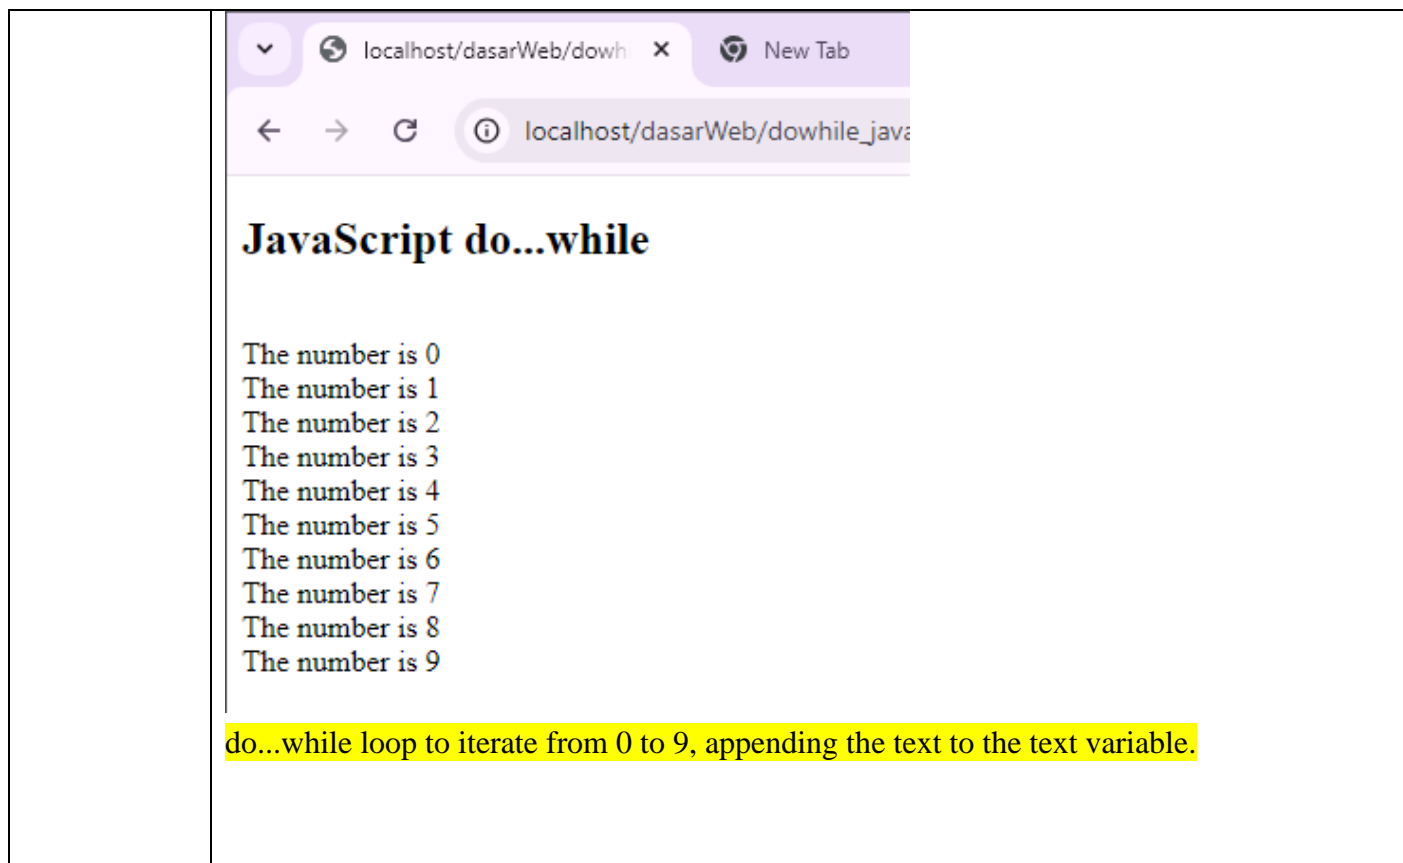 localhost/dasarWeb/dowh
New Tab
localhost/dasarWeb/dowhile_java
JavaScript do...while
The number is 0
The number is 1
The number is 2
The number is 3
The number is 4
The number is 5
The number is 6
The number is 7
The number is 8
The number is 9
do...while loop to iterate from 0 to 9, appending the text to the text variable.